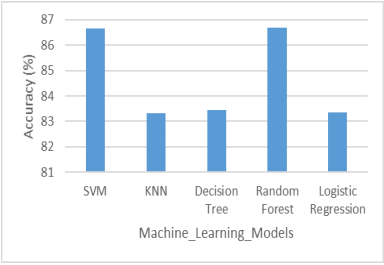 87
86
85
84
83
82
81
Accuracy (%)
SVM
KNN
Decision
Tree
Random
Forest
Logistic
Regression
Machine_Learning_Models